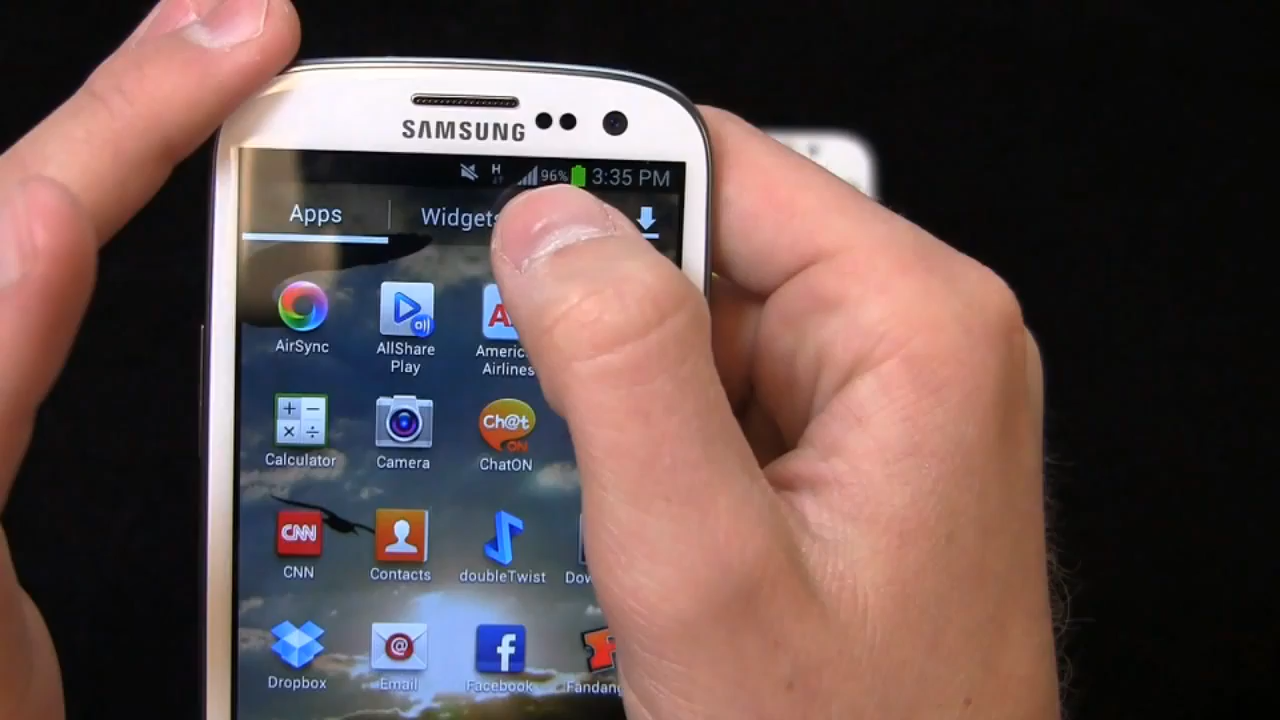 SAMSUNG
H 96% 3:35 PM
Apps Widgets
AirSync
AllShare
Play
Airlines
Calculator
Camera
Ch@t
ON
ChatON
CNN
CNN
Contacts
doubleTwist
Dropbox
@
Email
f
Facebook